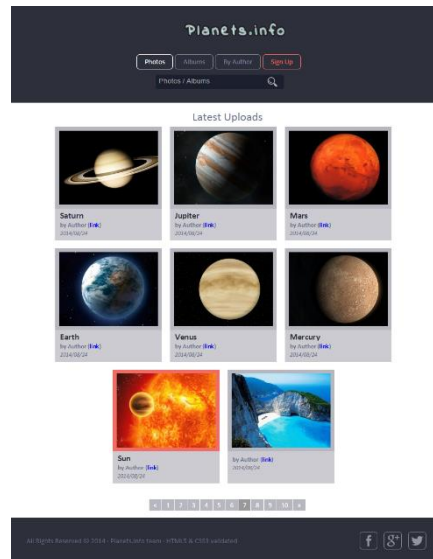 Planets.info
Photos Albums By Author Sign Up
Photos / Albums
Latest Uploads
Saturn
by Author (link)
2014/08/24
Jupiter
by Author (link)
2014/08/24
Mars
by Author (link)
2014/08/24
Earth
by Author (link)
2014/08/24
Venus
by Author (link)
2014/08/24
Mercury
by Author (link)
2014/08/24
Sun
by Author (link)
2014/08/24
by Author (link)
2014/08/24
« 1 2 3 4 5 6 7 8 9 10 »
All Rights Reserved © 2014 - Planets.info team - HTML5 & CSS3 validated
f g+